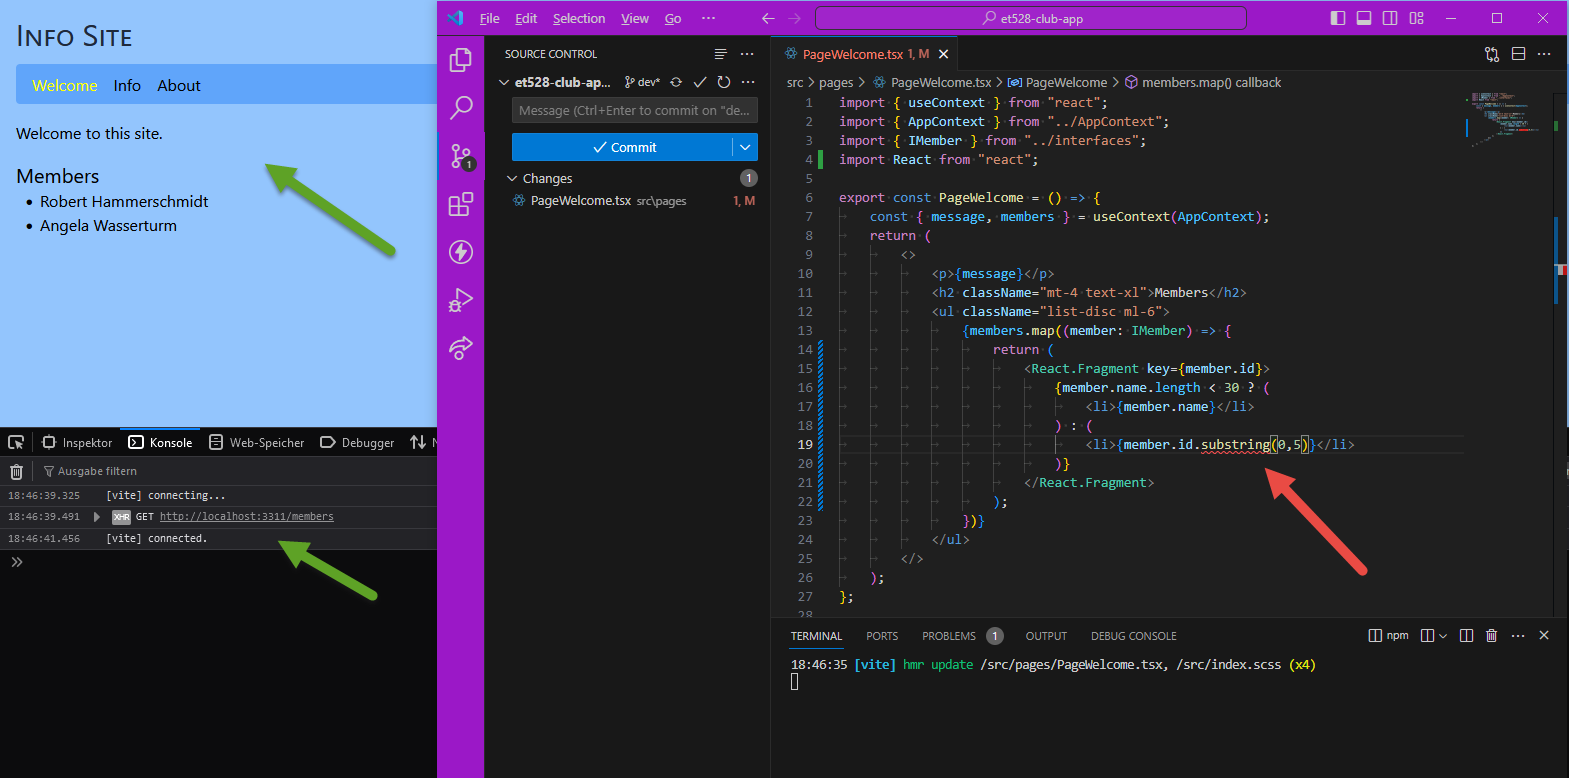 Info Site
Welcome Info About
Welcome to this site.
Members
Robert Hammerschmidt
Angela Wasserturm
Inspektor Konsole Web-Speicher Debugger N
Ausgabe filtern
18:46:39.325 [vite] connecting...
18:46:39.491 XHR GET http://localhost:3311/members
18:46:41.456 [vite] connected.
File Edit Selection View Go ··· et528-club-app
SOURCE CONTROL
et528-club-ap... dev*
Message (Ctrl+Enter to commit on "de...
Commit
1
Changes 1
PageWelcome.tsx src\pages 1, M
PageWelcome.tsx 1, M
src > pages > PageWelcome.tsx > PageWelcome > members.map() callback
1 import { useContext } from "react";
2 import { AppContext } from "../AppContext";
3 import { IMember } from "../interfaces";
4 import React from "react";
5
6 export const PageWelcome = () => {
7 const { message, members } = useContext(AppContext);
8 return (
9 <>
10 <p>{message}</p>
11 <h2 className="mt-4 text-xl">Members</h2>
12 <ul className="list-disc ml-6">
13 {members.map((member: IMember) => {
14 return (
15 <React.Fragment key={member.id}>
16 {member.name.length < 30 ? (
17 <li>{member.name}</li>
18 ) : (
19 <li>{member.id.substring(0,5)}</li>
20 )}
21 </React.Fragment>
22 );
23 })}
24 </ul>
25 </>
26 );
27 };
28
TERMINAL PORTS PROBLEMS 1 OUTPUT DEBUG CONSOLE npm
18:46:35 [vite] hmr update /src/pages/PageWelcome.tsx, /src/index.scss (x4)